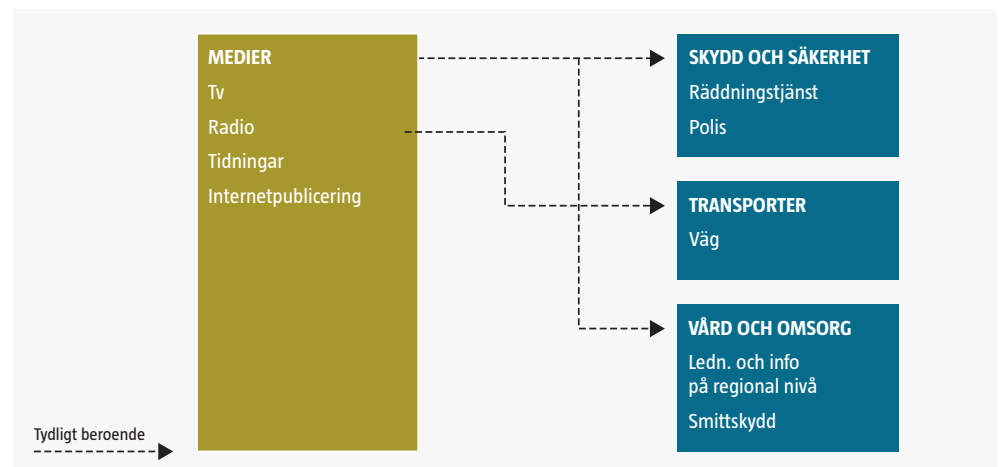 MEDIER
Tv
Radio
Tidningar
Internetpublicering
SKYDD OCH SÄKERHET
Räddningstjänst
Polis
TRANSPORTER
Väg
VÅRD OCH OMSORG
Ledn. och info
på regional nivå
Smittskydd
Tydligt beroende